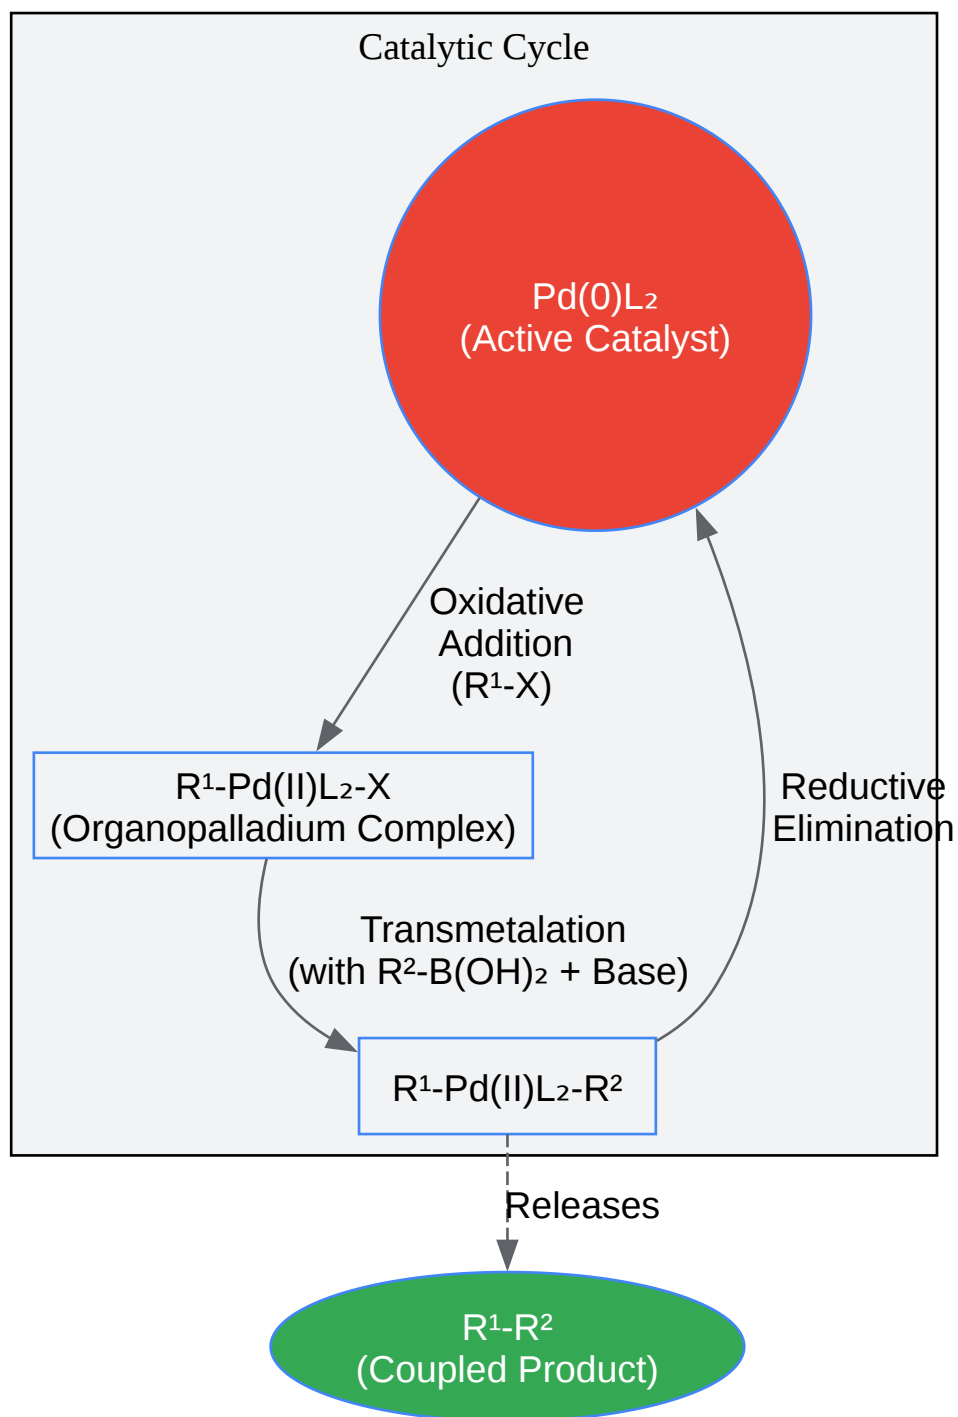 Catalytic Cycle
Pd(0)L₂
(Active Catalyst)
Oxidative
Addition
(R¹-X)
R¹-Pd(II)L₂-X
(Organopalladium Complex)
Reductive
Elimination
Transmetalation
(with R²-B(OH)₂ + Base)
R¹-Pd(II)L₂-R²
Releases
R¹-R²
(Coupled Product)